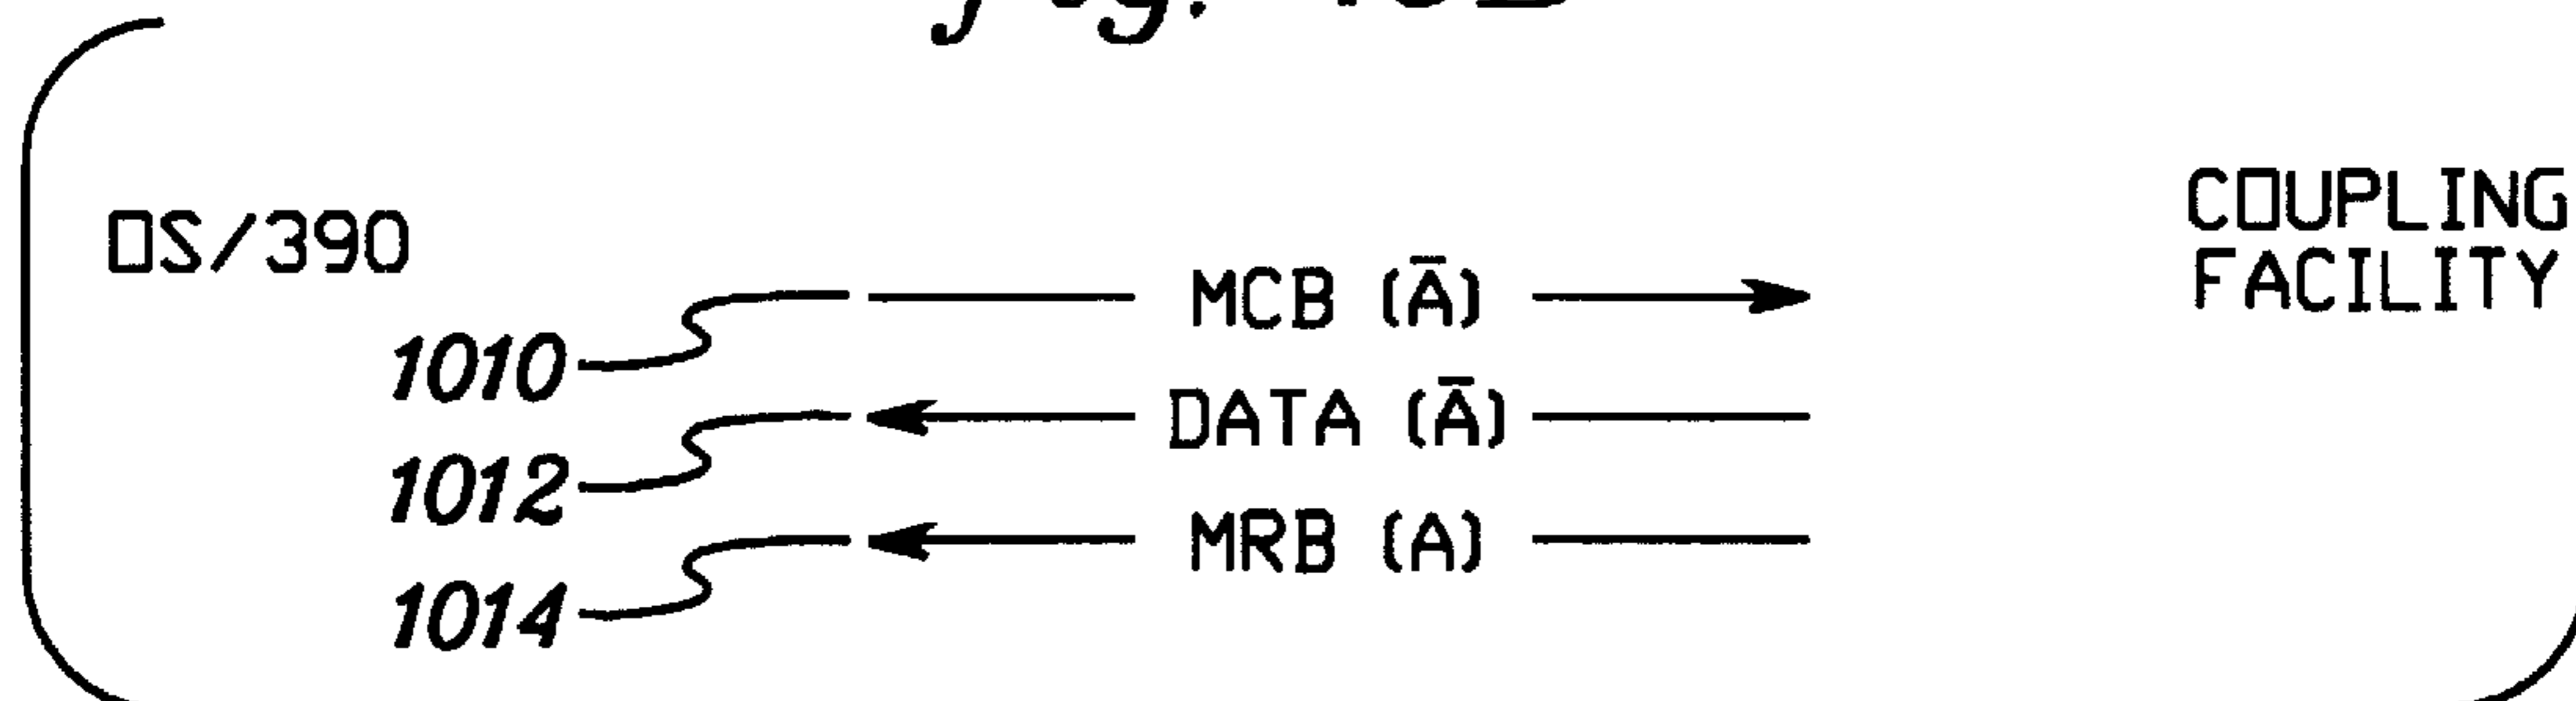 OS/390
COUPLING
FACILITY
MCB (Ā)
1010
DATA (Ā)
1012
MRB (A)
1014